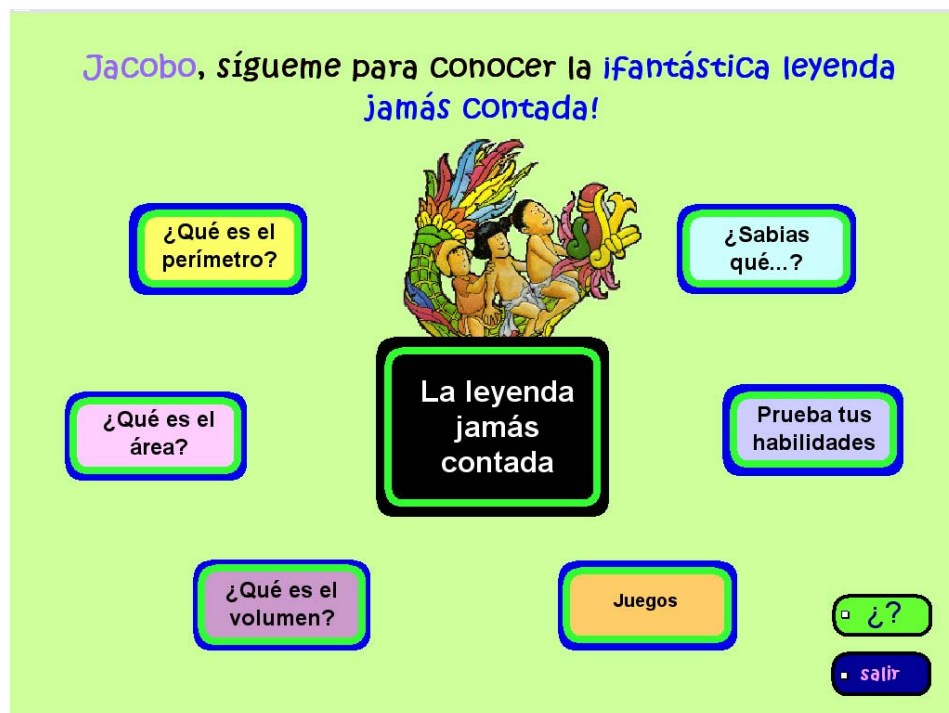 Jacobo, sígueme para conocer la ¡fantástica leyenda
jamás contada!
¿Qué es el
perímetro?
¿Sabias
qué...?
La leyenda
jamás
contada
¿Qué es el
área?
Prueba tus
habilidades
¿Qué es el
volumen?
Juegos
¿?
salir